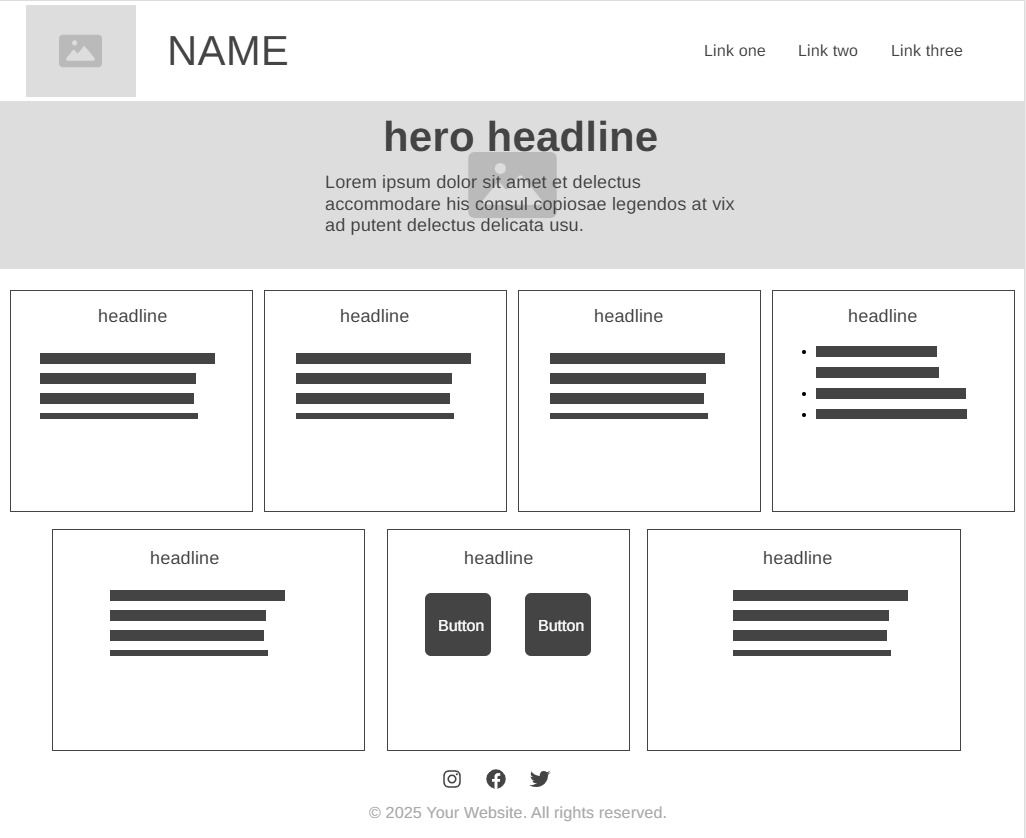 NAME
Link one
Link two
Link three
hero headline
Lorem ipsum dolor sit amet et delectus
accommodare his consul copiosae legendos at vix
ad putent delectus delicata usu.
headline
headline
headline
headline
headline
headline
Button
Button
headline
© 2025 Your Website. All rights reserved.